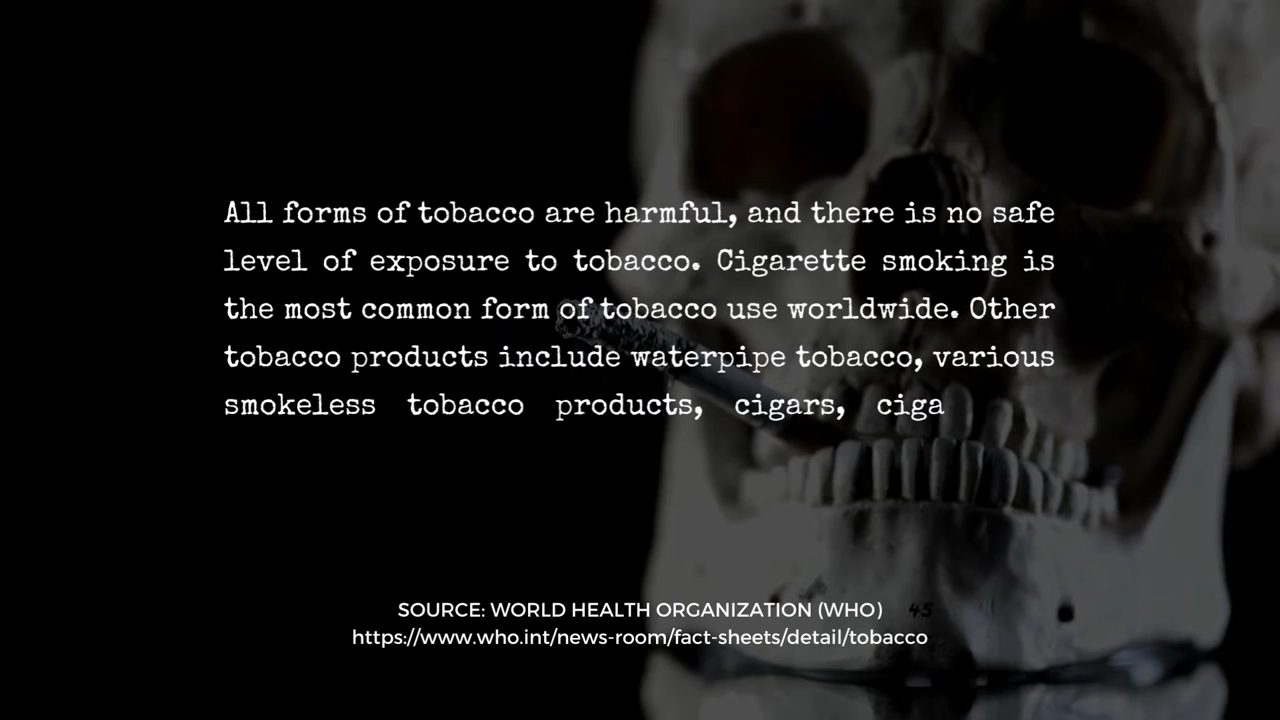 All forms of tobacco are harmful, and there is no safe
level of exposure to tobacco. Cigarette smoking is
the most common form of tobacco use worldwide. Other
tobacco products include waterpipe tobacco, various
smokeless tobacco products, cigars, ciga
SOURCE: WORLD HEALTH ORGANIZATION (WHO)
45
https://www.who.int/news-room/fact-sheets/detail/tobacco